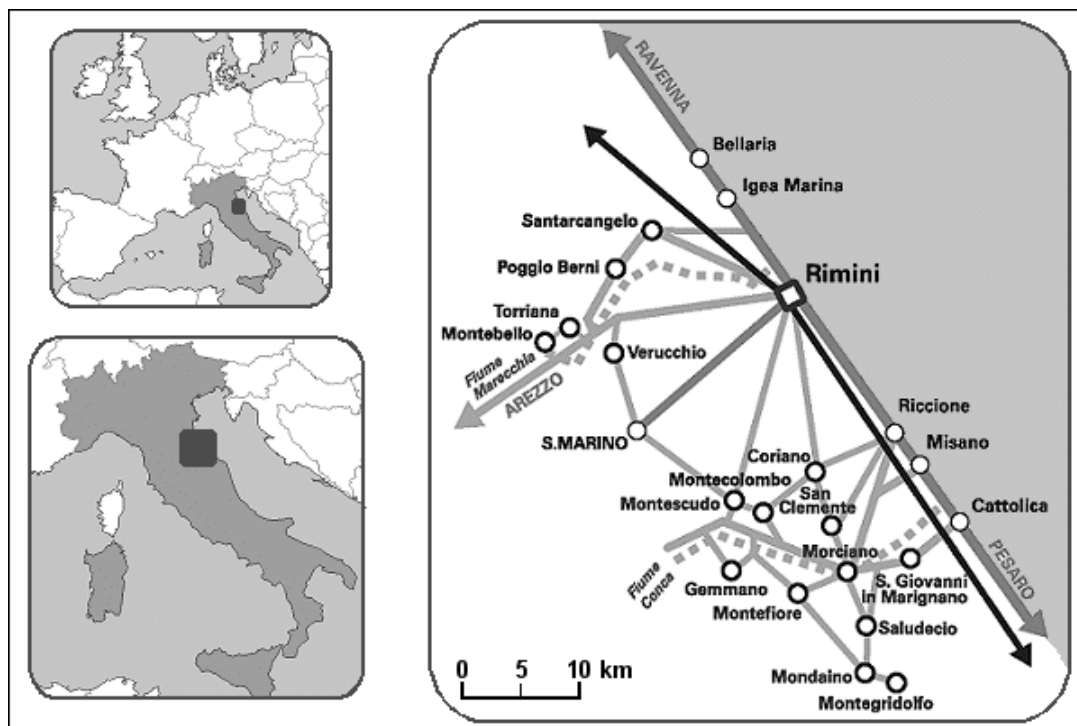 RAVENNA
Bellaria
Igea Marina
Santarcangelo
Poggio Berni
Rimini
Torriana
Montebello
Fiume
Marecchia
Verucchio
AREZZO
Riccione
S.MARINO
Misano
Coriano
Montecolombo
Montescudo
San
Clemente
Cattolica
Morciano
PESARO
Fiume
Conca
Gemmano
S. Giovanni
in Marignano
Montefiore
Saludecio
0 5 10 km
Mondaino
Montegridolfo